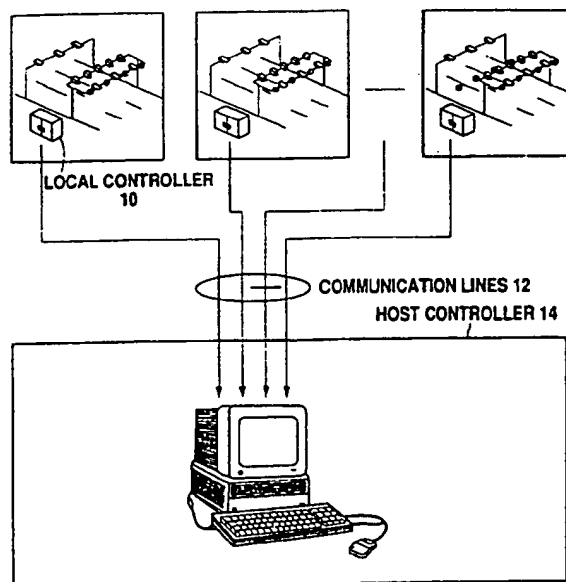 LOCAL CONTROLLER
10
COMMUNICATION LINES 12
HOST CONTROLLER 14